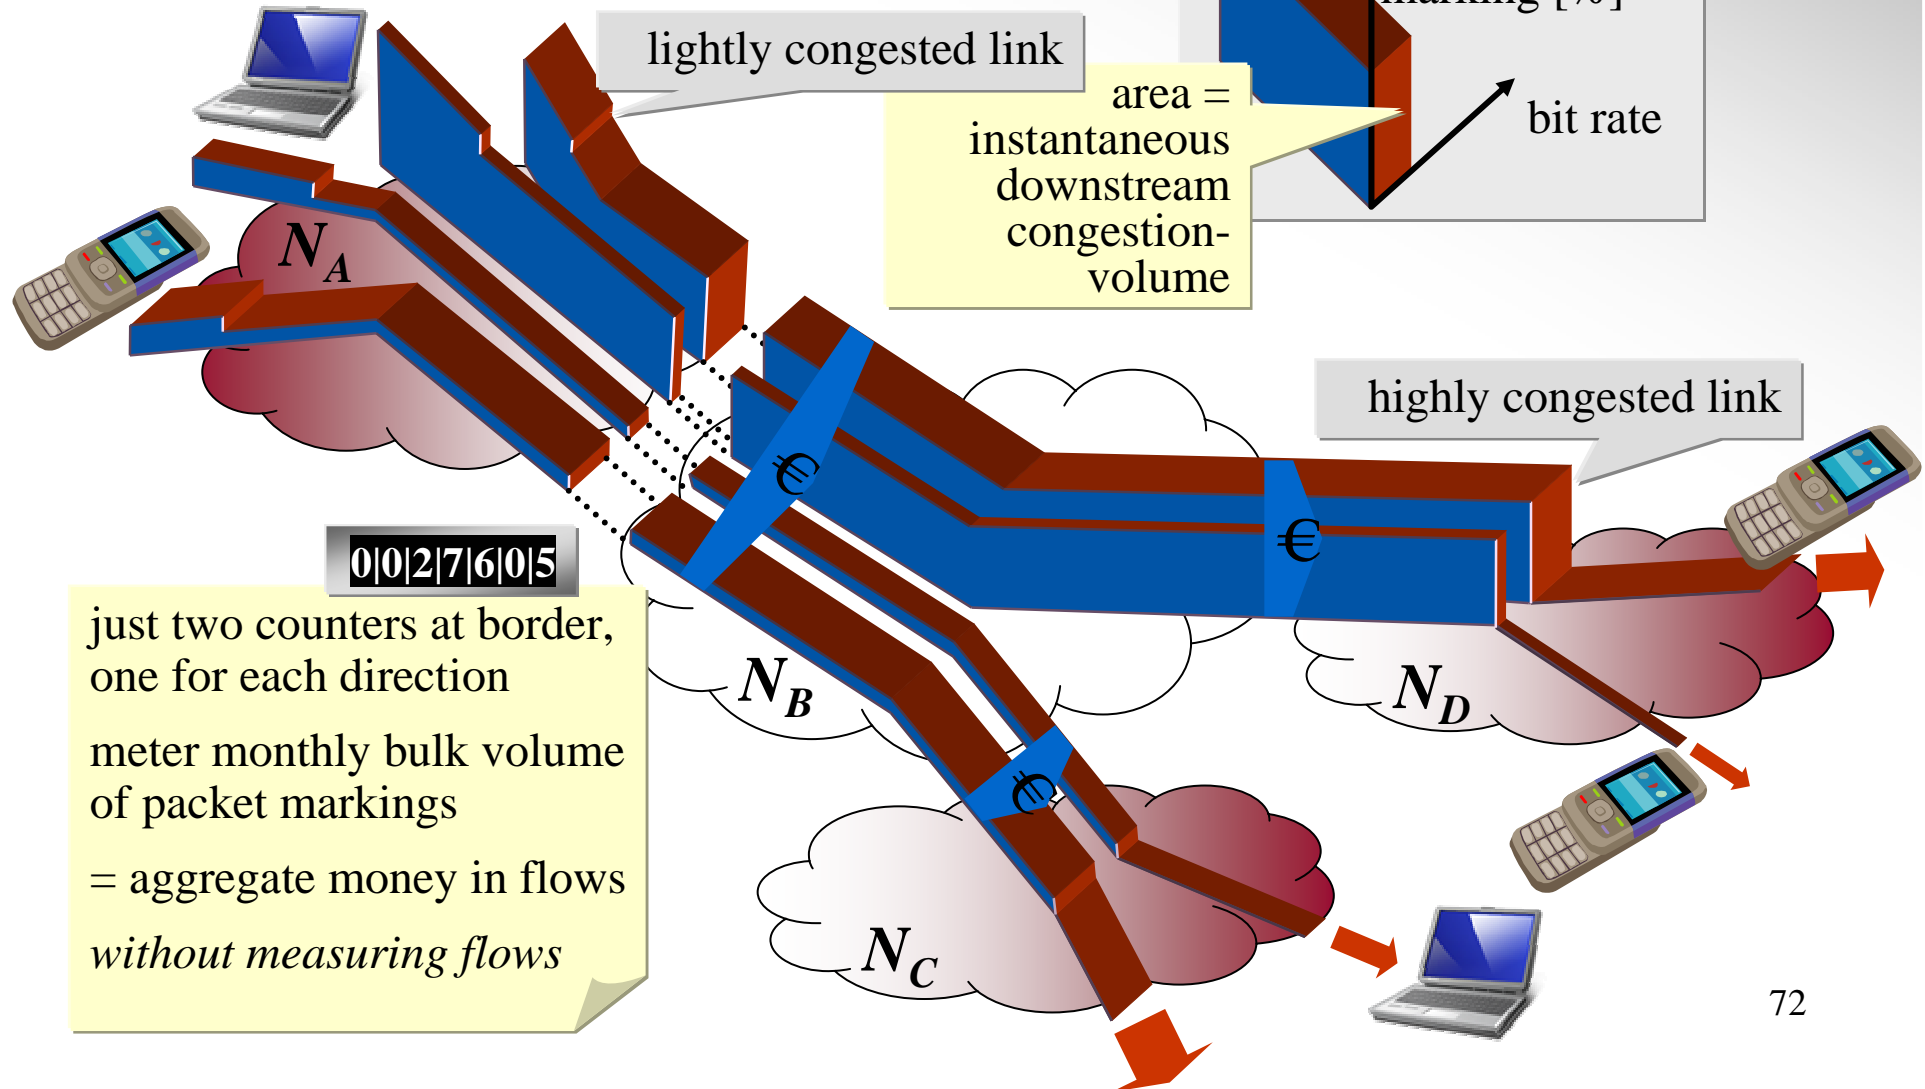 marking [%]
lightly congested link
area =
instantaneous
downstream
congestion-
volume
bit rate
N_A
highly congested link
€
€
0|0|2|7|6|0|5
just two counters at border,
one for each direction
meter monthly bulk volume
of packet markings
= aggregate money in flows
without measuring flows
N_B
N_D
€
N_C
72